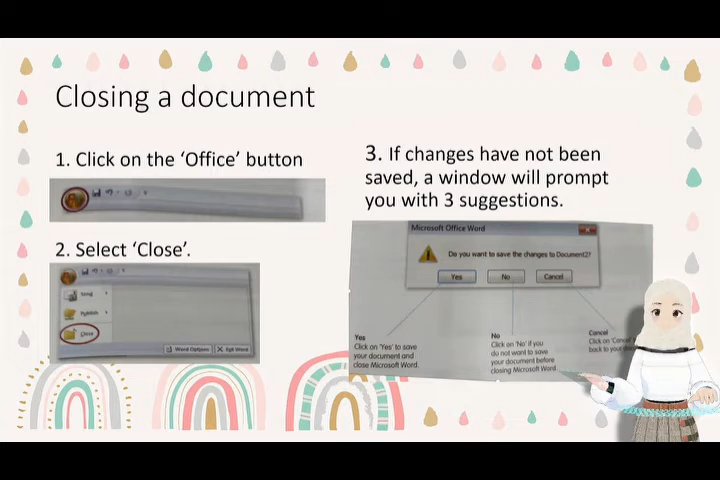 Closing a document
1. Click on the ‘Office’ button
2. Select ‘Close’.
Send
Publish
Close
Word Options
Exit Word
3. If changes have not been
saved, a window will prompt
you with 3 suggestions.
Microsoft Office Word
Do you want to save the changes to Document2?
Yes No Cancel
Yes
Click on 'Yes' to save
your document and
close Microsoft Word.
No
Click on 'No' if you
do not want to save
your document before
closing Microsoft Word.
Cancel
Click on 'Cancel'
back to your